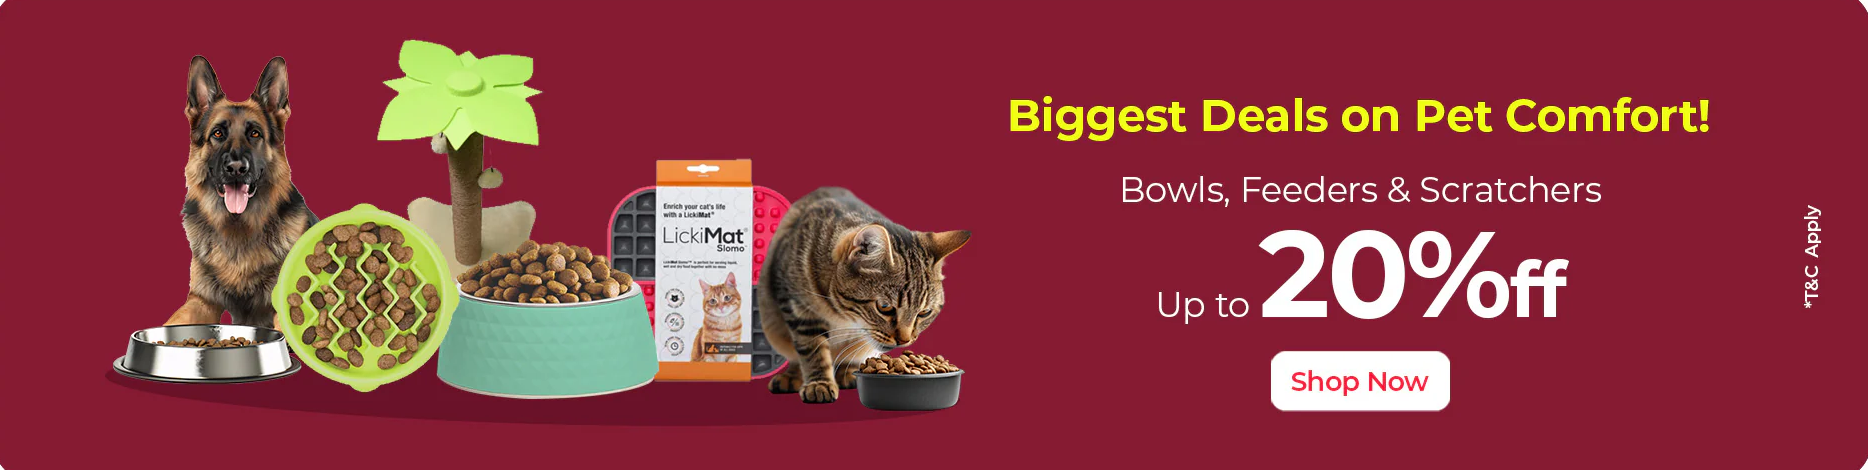 Biggest Deals on Pet Comfort!
Bowls, Feeders & Scratchers
Up to 20%off
Shop Now
*T&C Apply
Enrich your cat's life
with a LickiMat®
LickiMat®
Slomo™